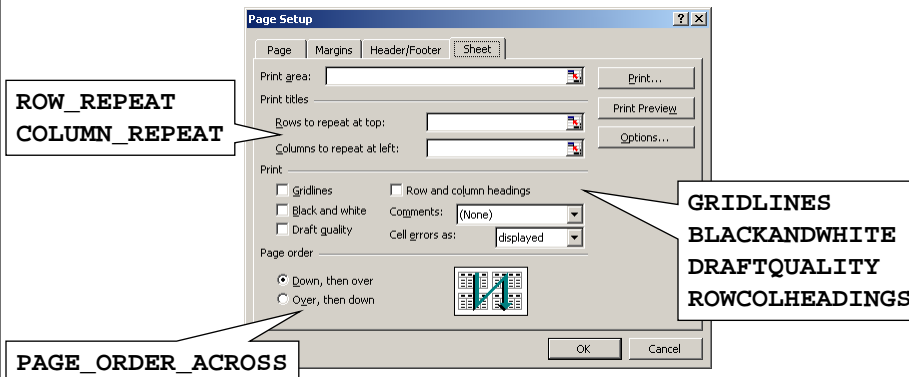 Page Setup
Page Margins Header/Footer Sheet
Print area:
Print...
Print titles
Print Preview
Rows to repeat at top:
Options...
Columns to repeat at left:
Print
Gridlines
Row and column headings
Black and white
Comments: (None)
Draft quality
Cell errors as: displayed
Page order
Down, then over
Over, then down
OK Cancel
ROW_REPEAT
COLUMN_REPEAT
GRIDLINES
BLACKANDWHITE
DRAFTQUALITY
ROWCOLHEADINGS
PAGE_ORDER_ACROSS